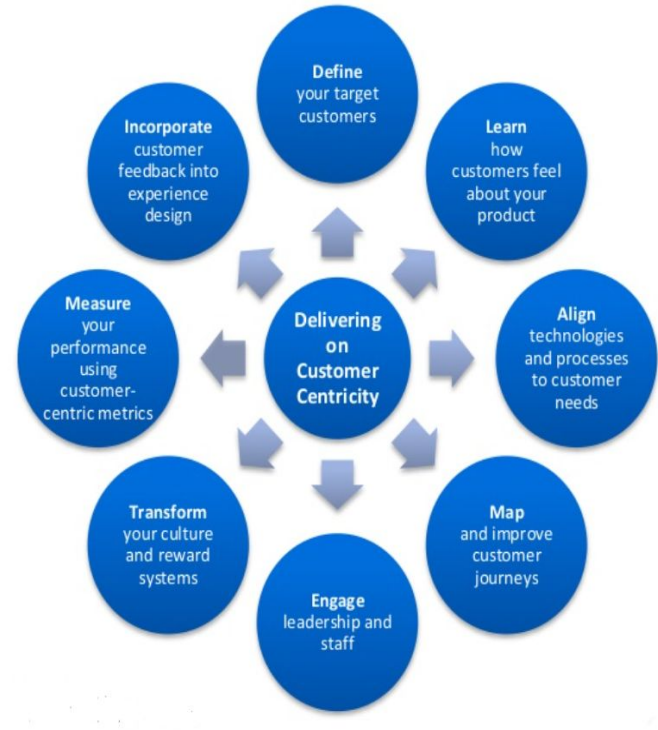 Define
your target
customers
Learn
how
customers feel
about your
product
Align
technologies
and processes
to customer
needs
Map
and improve
customer
journeys
Engage
leadership and
staff
Transform
your culture
and reward
systems
Measure
your
performance
using
customer-
centric metrics
Incorporate
customer
feedback into
experience
design
Delivering
on
Customer
Centricity